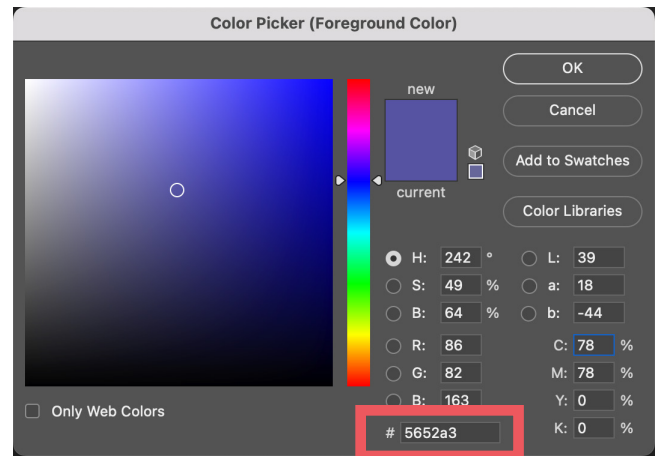 Color Picker (Foreground Color)
new
current
OK
Cancel
Add to Swatches
Color Libraries
H: 242 °
S: 49 %
B: 64 %
R: 86
G: 82
B: 163
# 5652a3
L: 39
a: 18
b: -44
C: 78 %
M: 78 %
Y: 0 %
K: 0 %
Only Web Colors